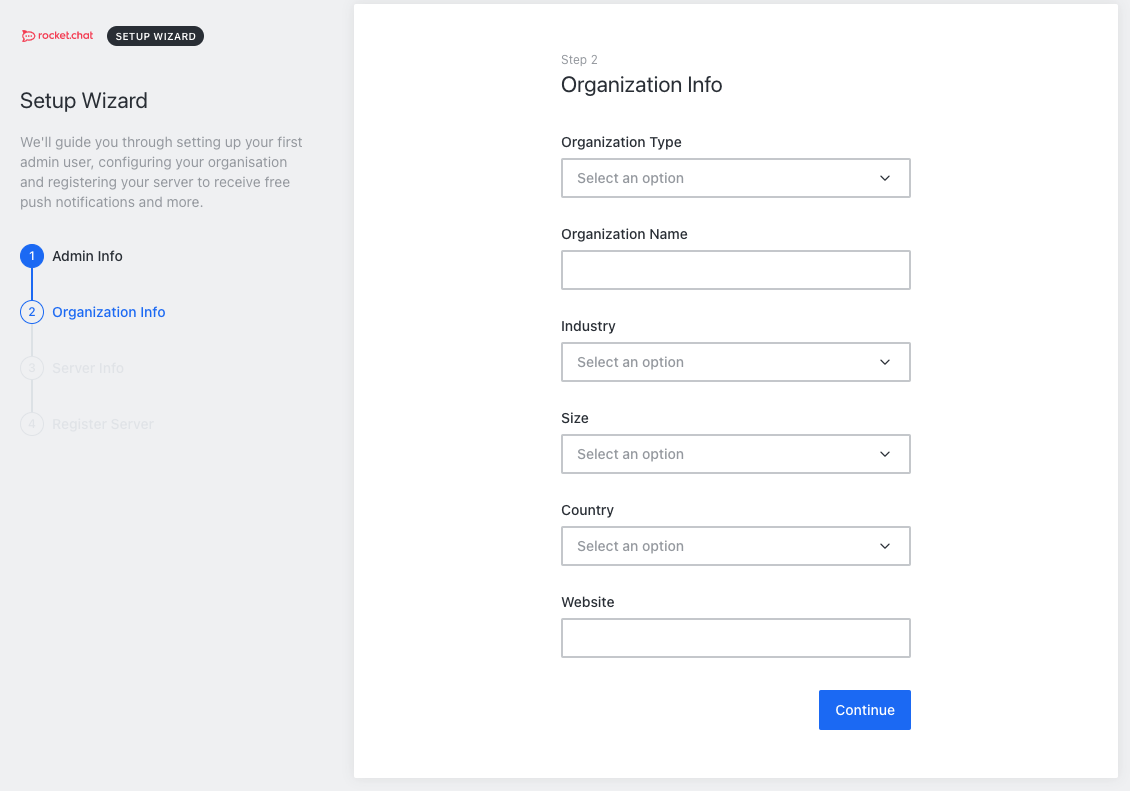 rocket.chat SETUP WIZARD
Setup Wizard
We'll guide you through setting up your first
admin user, configuring your organisation
and registering your server to receive free
push notifications and more.
1 Admin Info
2 Organization Info
3 Server Info
4 Register Server
Step 2
Organization Info
Organization Type
Select an option
Organization Name
Industry
Select an option
Size
Select an option
Country
Select an option
Website
Continue